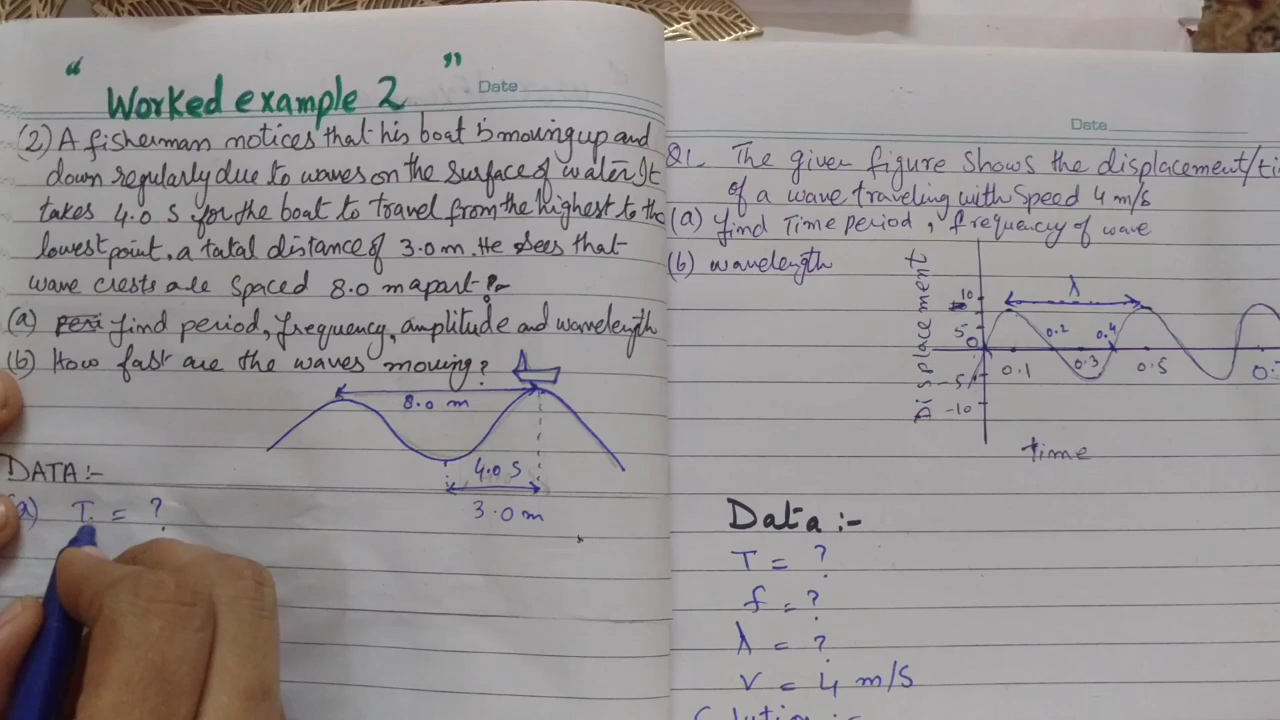 " Worked example 2 "
Date
(2) A fisherman notices that his boat is moving up and
down regularly due to waves on the surface of water. It
takes 4.0 s for the boat to travel from the highest to the
lowest point, a total distance of 3.0 m. He sees that
wave crests are spaced 8.0 m apart.
(a) find period, frequency, amplitude and wavelength
(b) How fast are the waves moving?
8.0 m
4.0 S
3.0 m
DATA :-
(a) T = ?
Date
Q1. The given figure shows the displacement/ti
of a wave traveling with speed 4 m/s
(a) find Time period, frequency of wave
(b) wavelength
Displacement
10
5
0
-5
-10
λ
0.1
0.2
0.3
0.4
0.5
0.
time
Data :-
T = ?
f = ?
λ = ?
V = 4 m/s